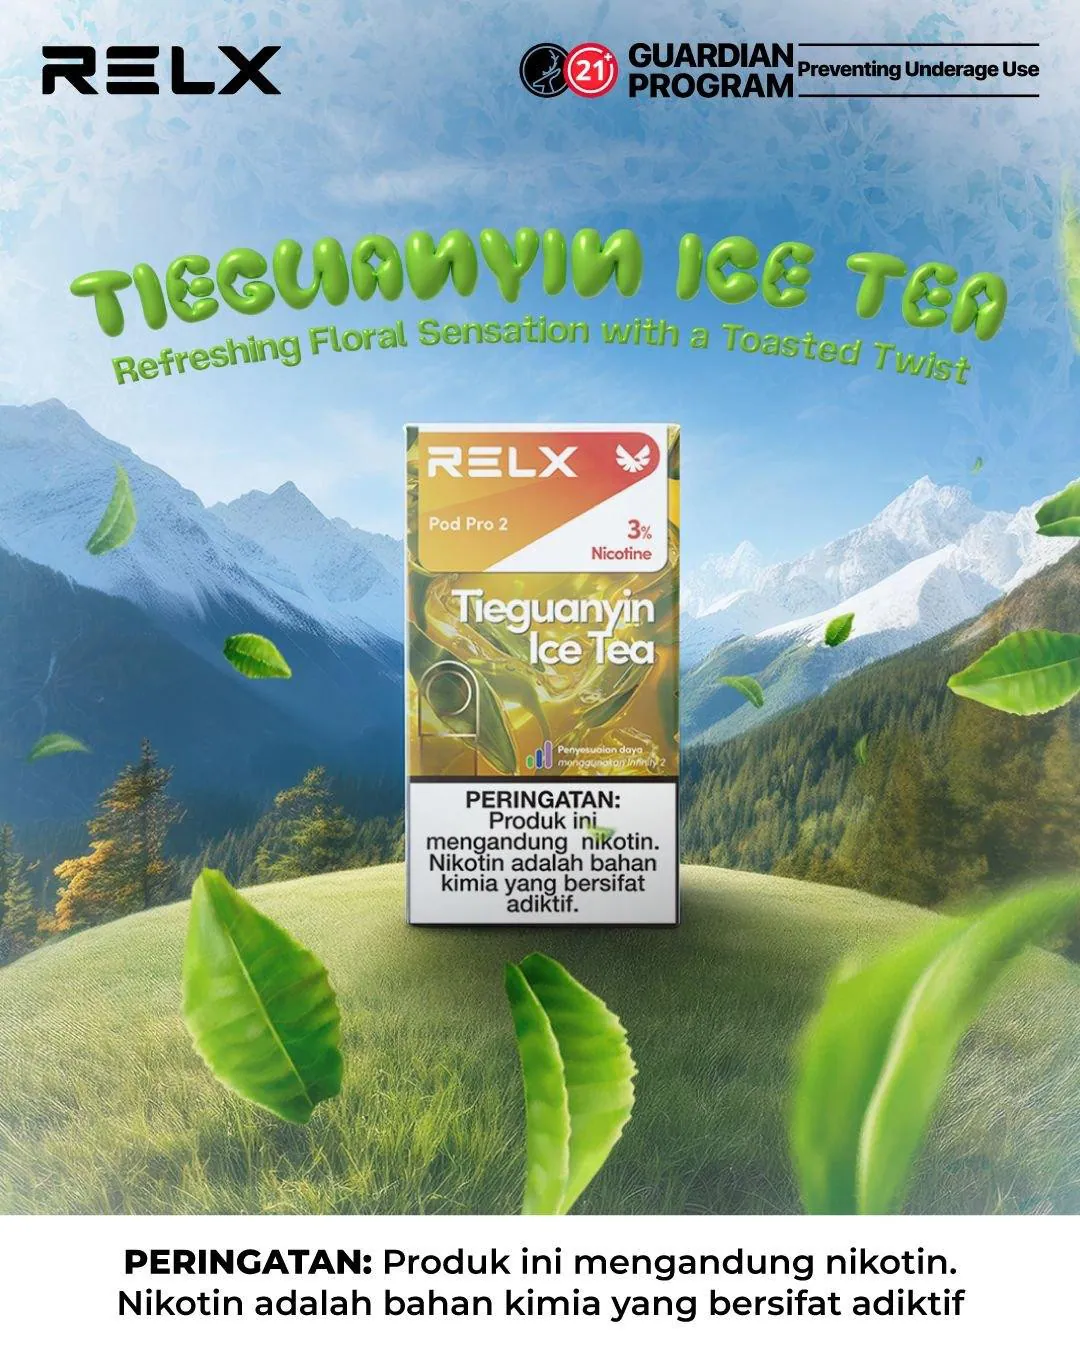 RELX
21+
GUARDIAN
PROGRAM
Preventing Underage Use
TIEGUANYIN ICE TEA
Refreshing Floral Sensation with a Toasted Twist
RELX
Pod Pro 2
3%
Nicotine
Tieguanyin
Ice Tea
Penyesuaian daya
menggunakan Infinity 2
PERINGATAN:
Produk ini
mengandung nikotin.
Nikotin adalah bahan
kimia yang bersifat
adiktif.
PERINGATAN: Produk ini mengandung nikotin.
Nikotin adalah bahan kimia yang bersifat adiktif